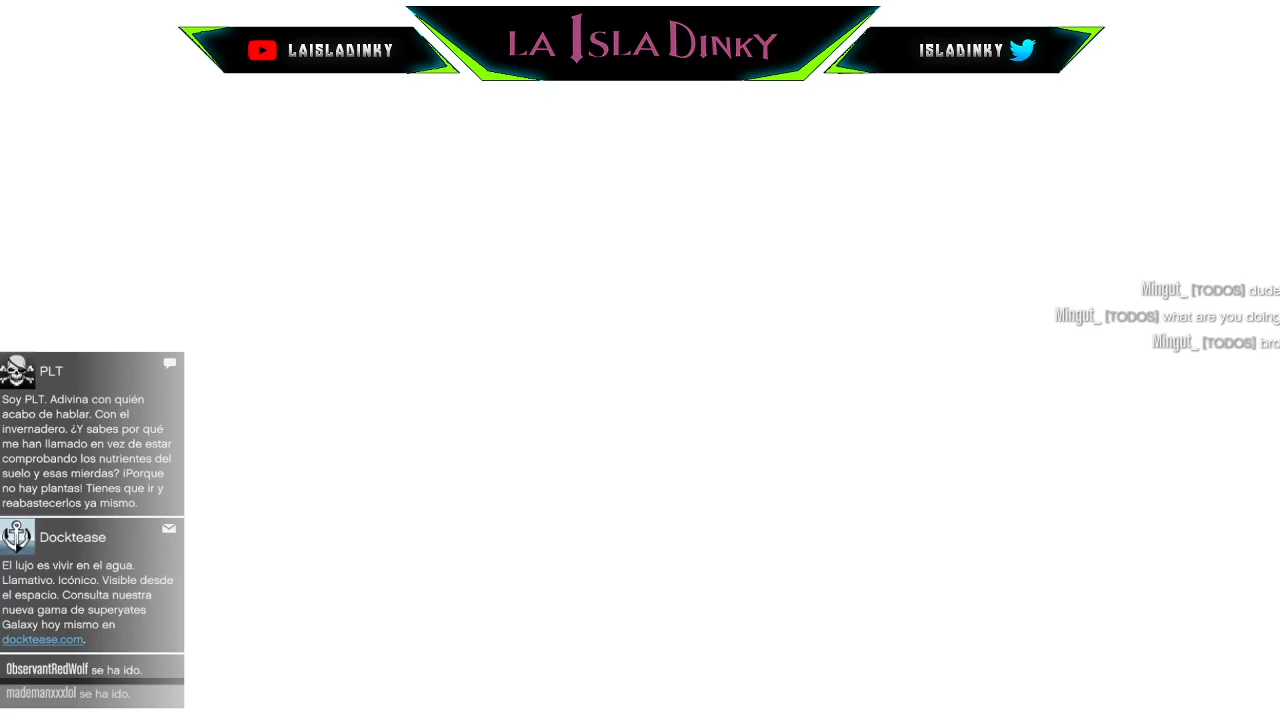 LAISLADINKY
LA ISLA DINKY
ISLADINKY
Mingut_ [TODOS] dude
Mingut_ [TODOS] what are you doing
Mingut_ [TODOS] bro
PLT
Soy PLT. Adivina con quién
acabo de hablar. Con el
invernadero. ¿Y sabes por qué
me han llamado en vez de estar
comprobando los nutrientes del
suelo y esas mierdas? ¡Porque
no hay plantas! Tienes que ir y
reabastecerlos ya mismo.
Docktease
El lujo es vivir en el agua.
Llamativo. Icónico. Visible desde
el espacio. Consulta nuestra
nueva gama de superyates
Galaxy hoy mismo en
docktease.com.
ObservantRedWolf se ha ido.
mademanxxxlol se ha ido.